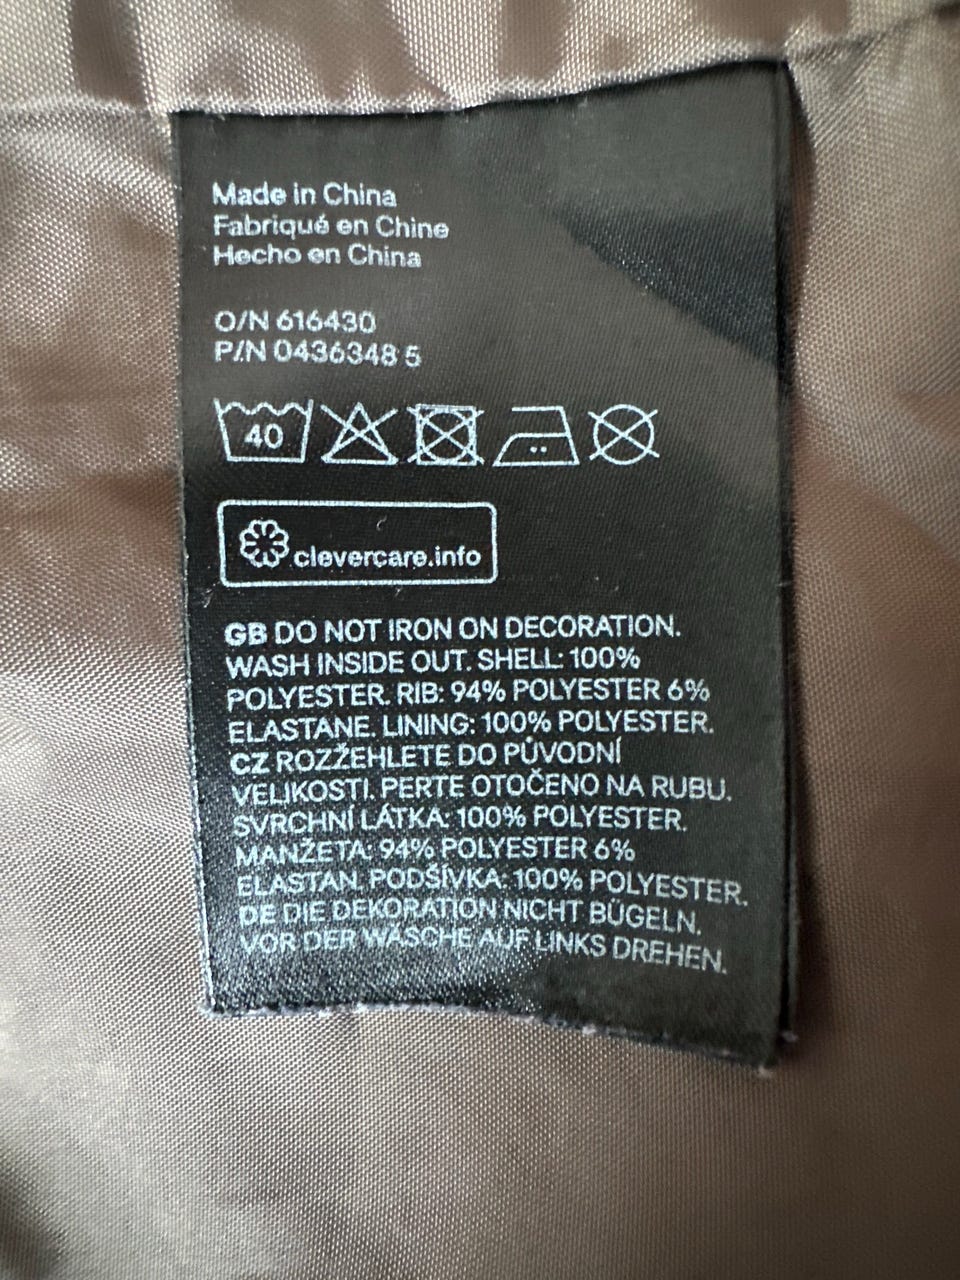 Made in China
Fabriqué en Chine
Hecho en China
O/N 616430
P/N 0436348 5
40
clevercare.info
GB DO NOT IRON ON DECORATION.
WASH INSIDE OUT. SHELL: 100%
POLYESTER. RIB: 94% POLYESTER 6%
ELASTANE. LINING: 100% POLYESTER.
CZ ROZŽEHLETE DO PŮVODNÍ
VELIKOSTI. PERTE OTOČENO NA RUBU.
SVRCHNÍ LÁTKA: 100% POLYESTER.
MANŽETA: 94% POLYESTER 6%
ELASTAN. PODŠÍVKA: 100% POLYESTER.
DE DIE DEKORATION NICHT BÜGELN.
VOR DER WÄSCHE AUF LINKS DREHEN.